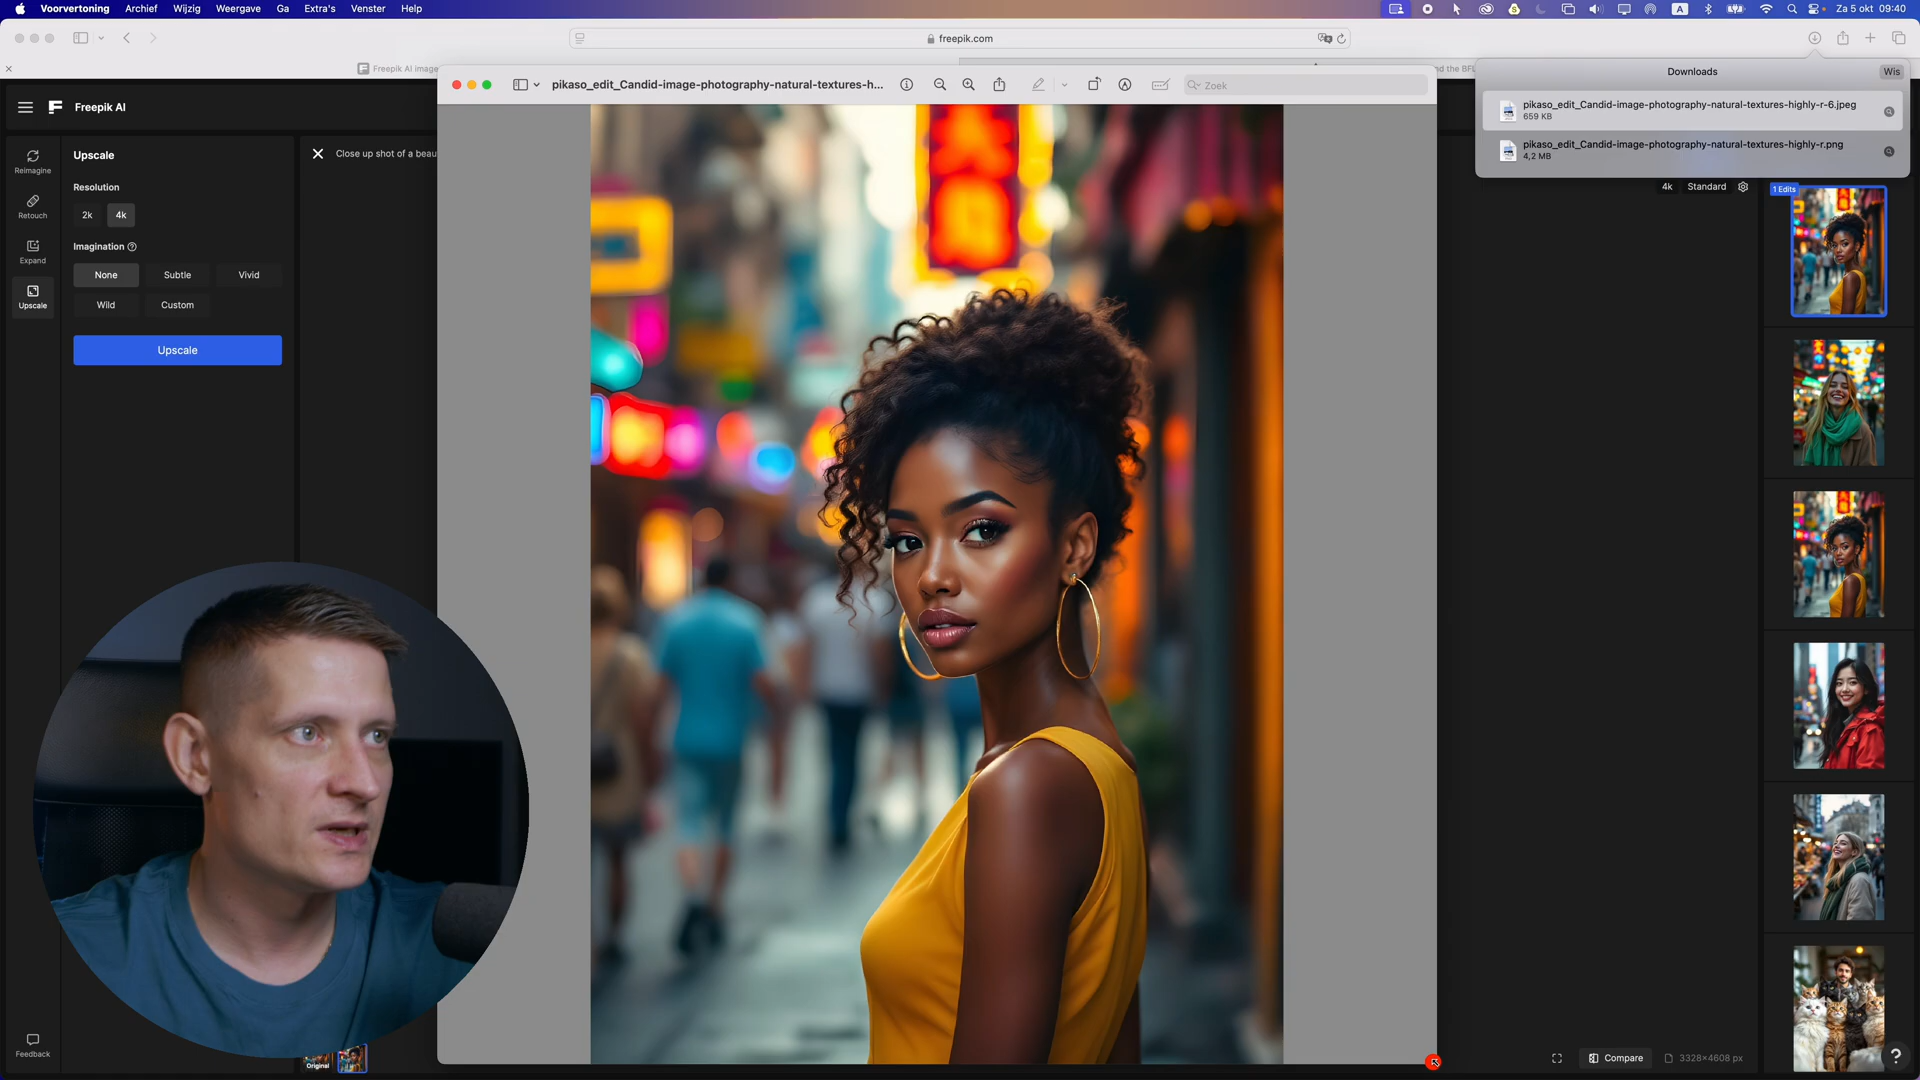 Voorvertoning Archief Wijzig Weergave Ga Extra's Venster Help
A
Za 5 okt 09:40
freepik.com
Freepik AI image
nd the BFL
Freepik AI
pikaso_edit_Candid-image-photography-natural-textures-h...
Zoek
Downloads
Wis
pikaso_edit_Candid-image-photography-natural-textures-highly-r-6.jpeg
659 KB
pikaso_edit_Candid-image-photography-natural-textures-highly-r.png
4,2 MB
Reimagine
Retouch
Expand
Upscale
Upscale
Resolution
2k 4k
Imagination
None Subtle Vivid
Wild Custom
Upscale
Close up shot of a beau
4k Standard
1 Edits
Feedback
Original
Compare
3328×4608 px
?